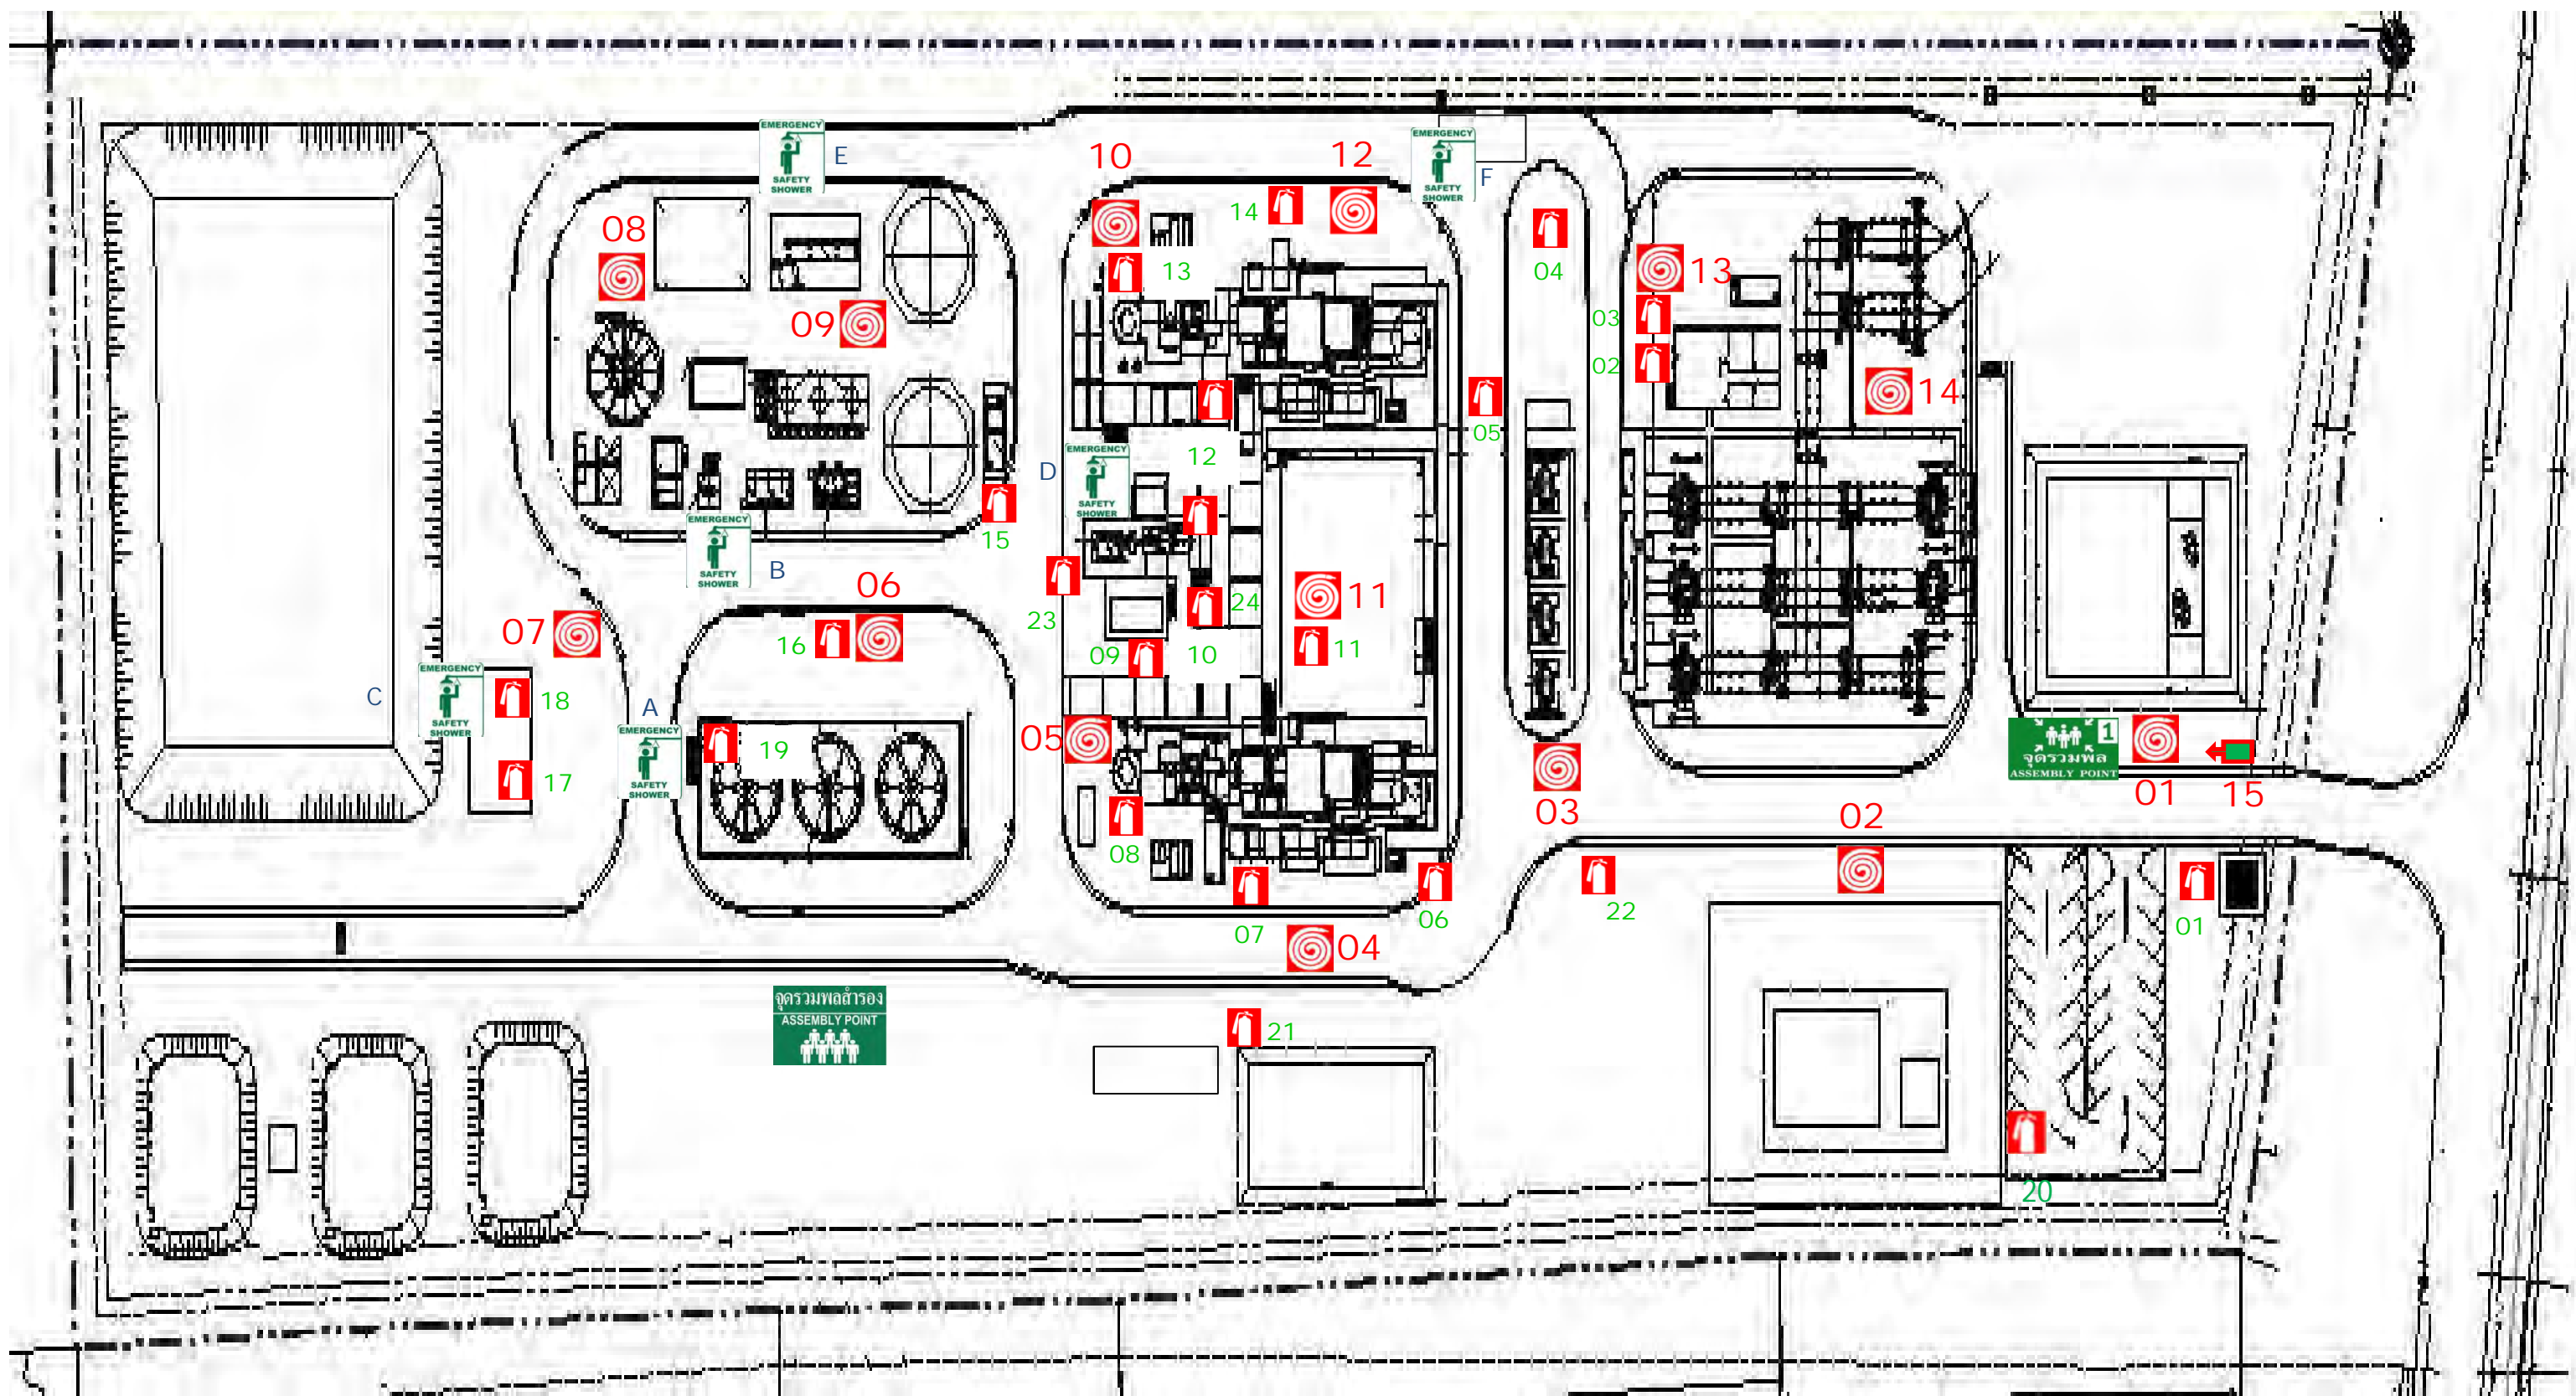 EMERGENCY
SAFETY
SHOWER
E
10
12
EMERGENCY
SAFETY
SHOWER
F
14
08
13
04
13
09
03
02
14
05
EMERGENCY
SAFETY
SHOWER
D
12
15
EMERGENCY
SAFETY
SHOWER
B
06
07
16
23
24
11
09
10
11
EMERGENCY
SAFETY
SHOWER
C
18
17
A
EMERGENCY
SAFETY
SHOWER
19
05
08
1
จุดรวมพล
ASSEMBLY POINT
01
15
03
02
22
01
07
04
06
จุดรวมพลสำรอง
ASSEMBLY POINT
21
20